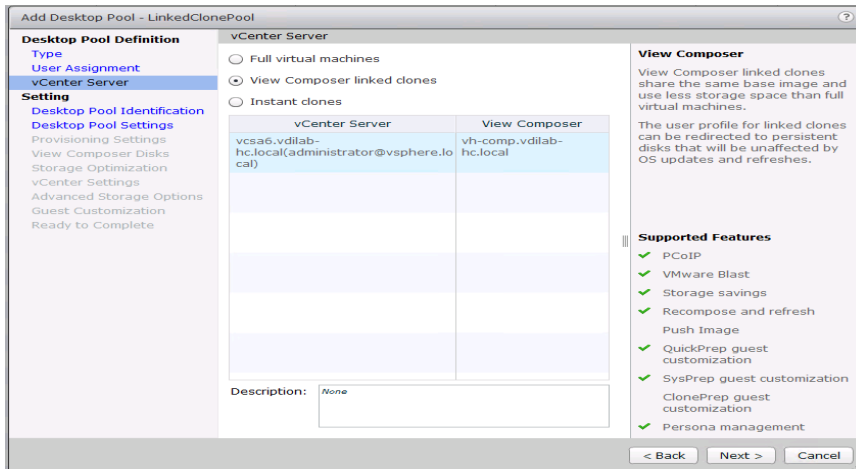 Add Desktop Pool - LinkedClonePool
?
Desktop Pool Definition
Type
User Assignment
vCenter Server
Setting
Desktop Pool Identification
Desktop Pool Settings
Provisioning Settings
View Composer Disks
Storage Optimization
vCenter Settings
Advanced Storage Options
Guest Customization
Ready to Complete
vCenter Server
Full virtual machines
View Composer linked clones
Instant clones
vCenter Server View Composer
vcsa6.vdilab- vh-comp.vdilab-
hc.local(administrator@vsphere.lo hc.local
cal)
Description: None
View Composer
View Composer linked clones
share the same base image and
use less storage space than full
virtual machines.
The user profile for linked clones
can be redirected to persistent
disks that will be unaffected by
OS updates and refreshes.
Supported Features
PCoIP
VMware Blast
Storage savings
Recompose and refresh
Push Image
QuickPrep guest
customization
SysPrep guest customization
ClonePrep guest
customization
Persona management
< Back Next > Cancel